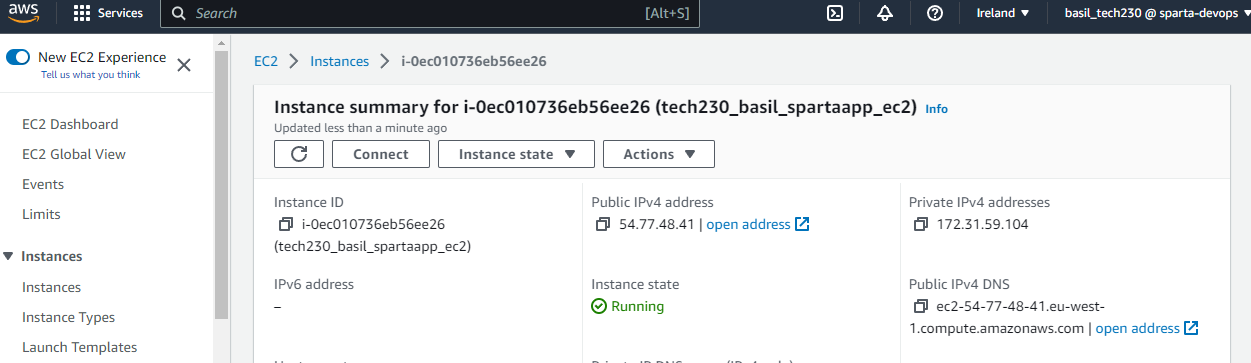 aws Services Search [Alt+S] Ireland ▼ basil_tech230 @ sparta-devops ▼
New EC2 Experience
Tell us what you think
EC2 Dashboard
EC2 Global View
Events
Limits
Instances
Instances
Instance Types
Launch Templates
EC2 > Instances > i-0ec010736eb56ee26
Instance summary for i-0ec010736eb56ee26 (tech230_basil_spartaapp_ec2) Info
Updated less than a minute ago
Connect Instance state ▼ Actions ▼
Instance ID
i-0ec010736eb56ee26
(tech230_basil_spartaapp_ec2)
Public IPv4 address
54.77.48.41 | open address
Private IPv4 addresses
172.31.59.104
IPv6 address
–
Instance state
Running
Public IPv4 DNS
ec2-54-77-48-41.eu-west-
1.compute.amazonaws.com | open address